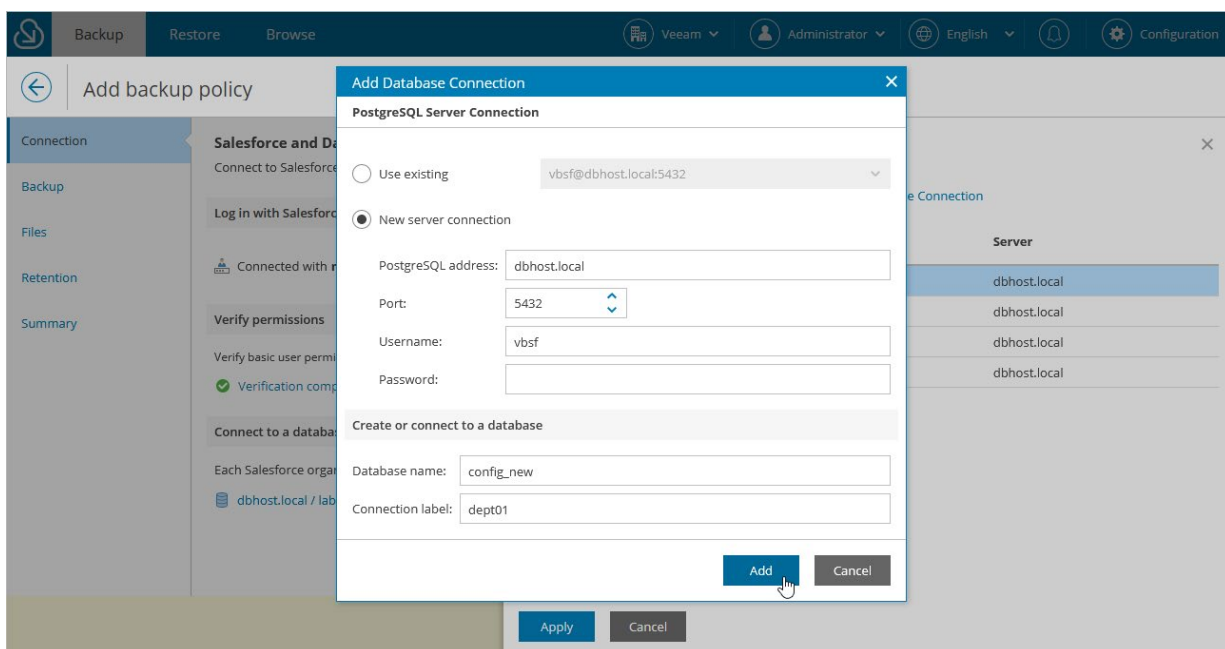 Backup Restore Browse Veeam Administrator English Configuration
Add backup policy
Connection
Backup
Files
Retention
Summary
Salesforce and Da
Connect to Salesforce
Log in with Salesforc
Connected with r
Verify permissions
Verify basic user permi
Verification comp
Connect to a databa
Each Salesforce organ
dbhost.local / lab
Add Database Connection
PostgreSQL Server Connection
Use existing vbsf@dbhost.local:5432
New server connection
PostgreSQL address: dbhost.local
Port: 5432
Username: vbsf
Password:
Create or connect to a database
Database name: config_new
Connection label: dept01
Add Cancel
e Connection
Server
dbhost.local
dbhost.local
dbhost.local
dbhost.local
Apply Cancel